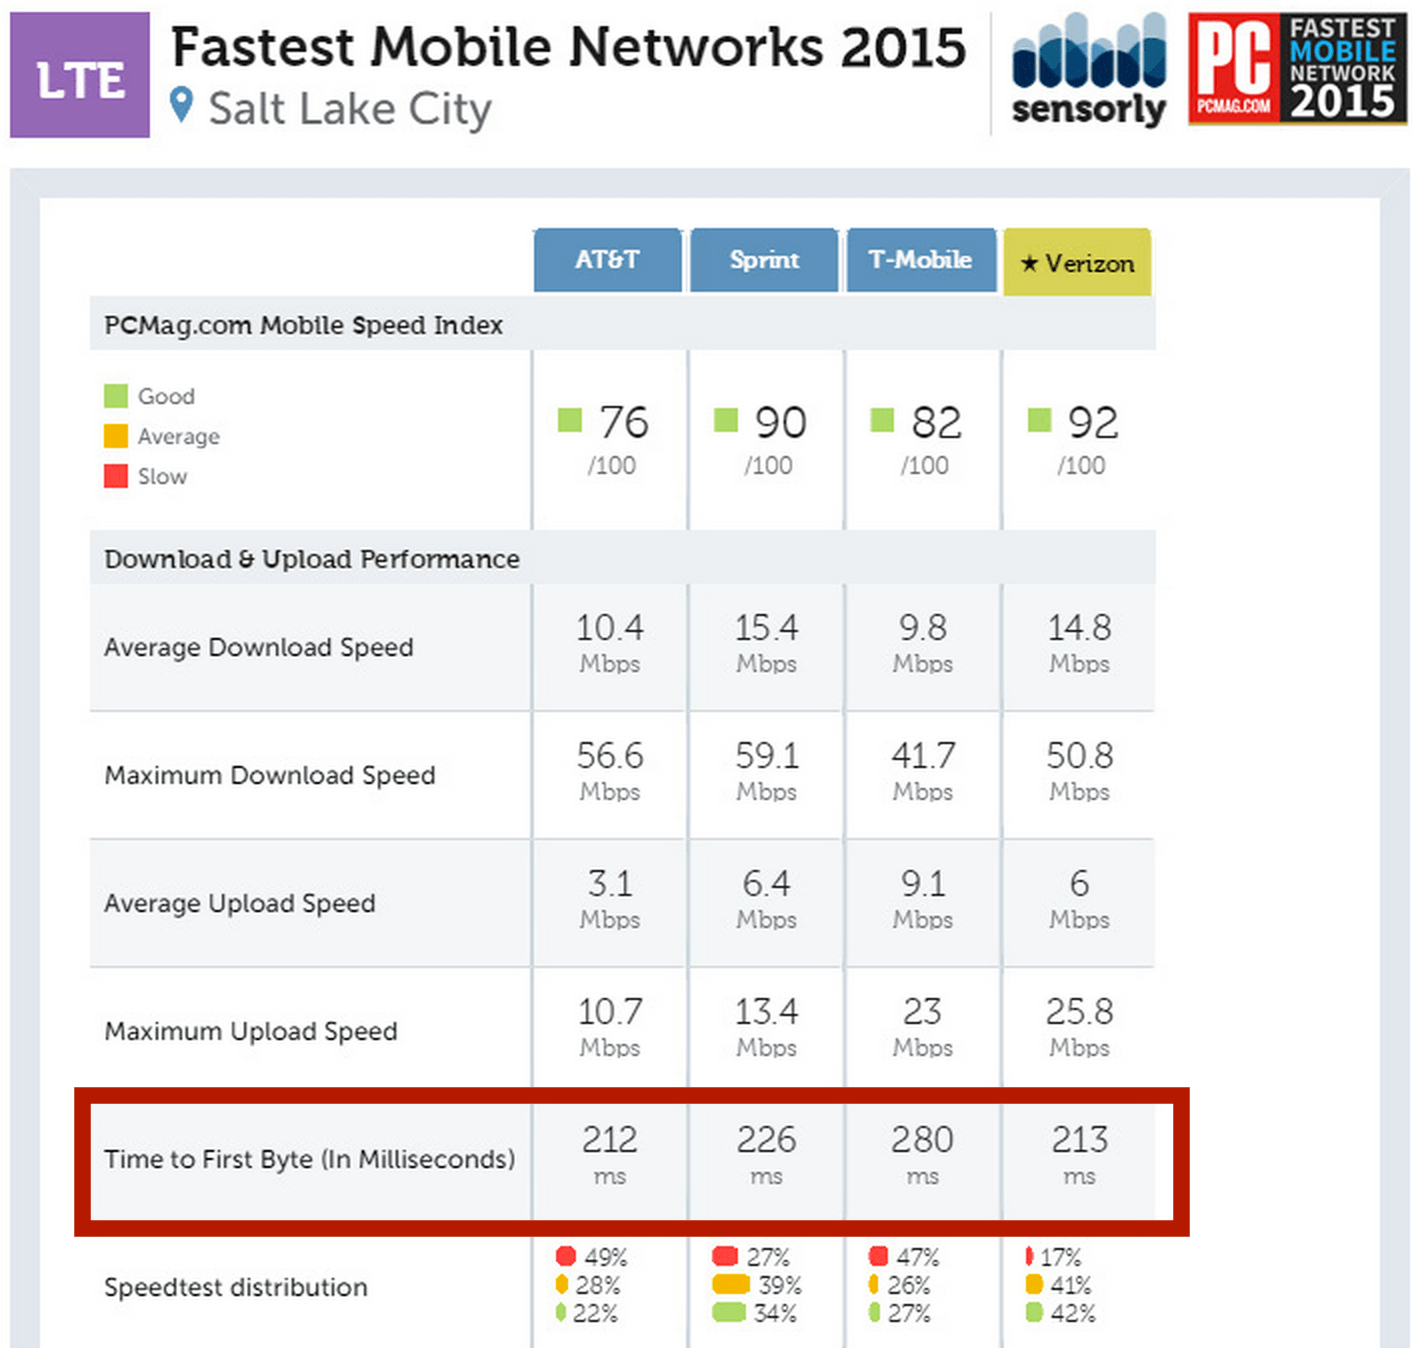 LTE
Fastest Mobile Networks 2015
Salt Lake City
sensorly
PC
PCMAG.COM
FASTEST
MOBILE
NETWORK
2015
AT&T Sprint T-Mobile ★ Verizon
PCMag.com Mobile Speed Index
Good
Average
Slow
76 90 82 92
/100 /100 /100 /100
Download & Upload Performance
Average Download Speed
10.4 15.4 9.8 14.8
Mbps Mbps Mbps Mbps
Maximum Download Speed
56.6 59.1 41.7 50.8
Mbps Mbps Mbps Mbps
Average Upload Speed
3.1 6.4 9.1 6
Mbps Mbps Mbps Mbps
Maximum Upload Speed
10.7 13.4 23 25.8
Mbps Mbps Mbps Mbps
Time to First Byte (In Milliseconds)
212 226 280 213
ms ms ms ms
Speedtest distribution
49% 27% 47% 17%
28% 39% 26% 41%
22% 34% 27% 42%